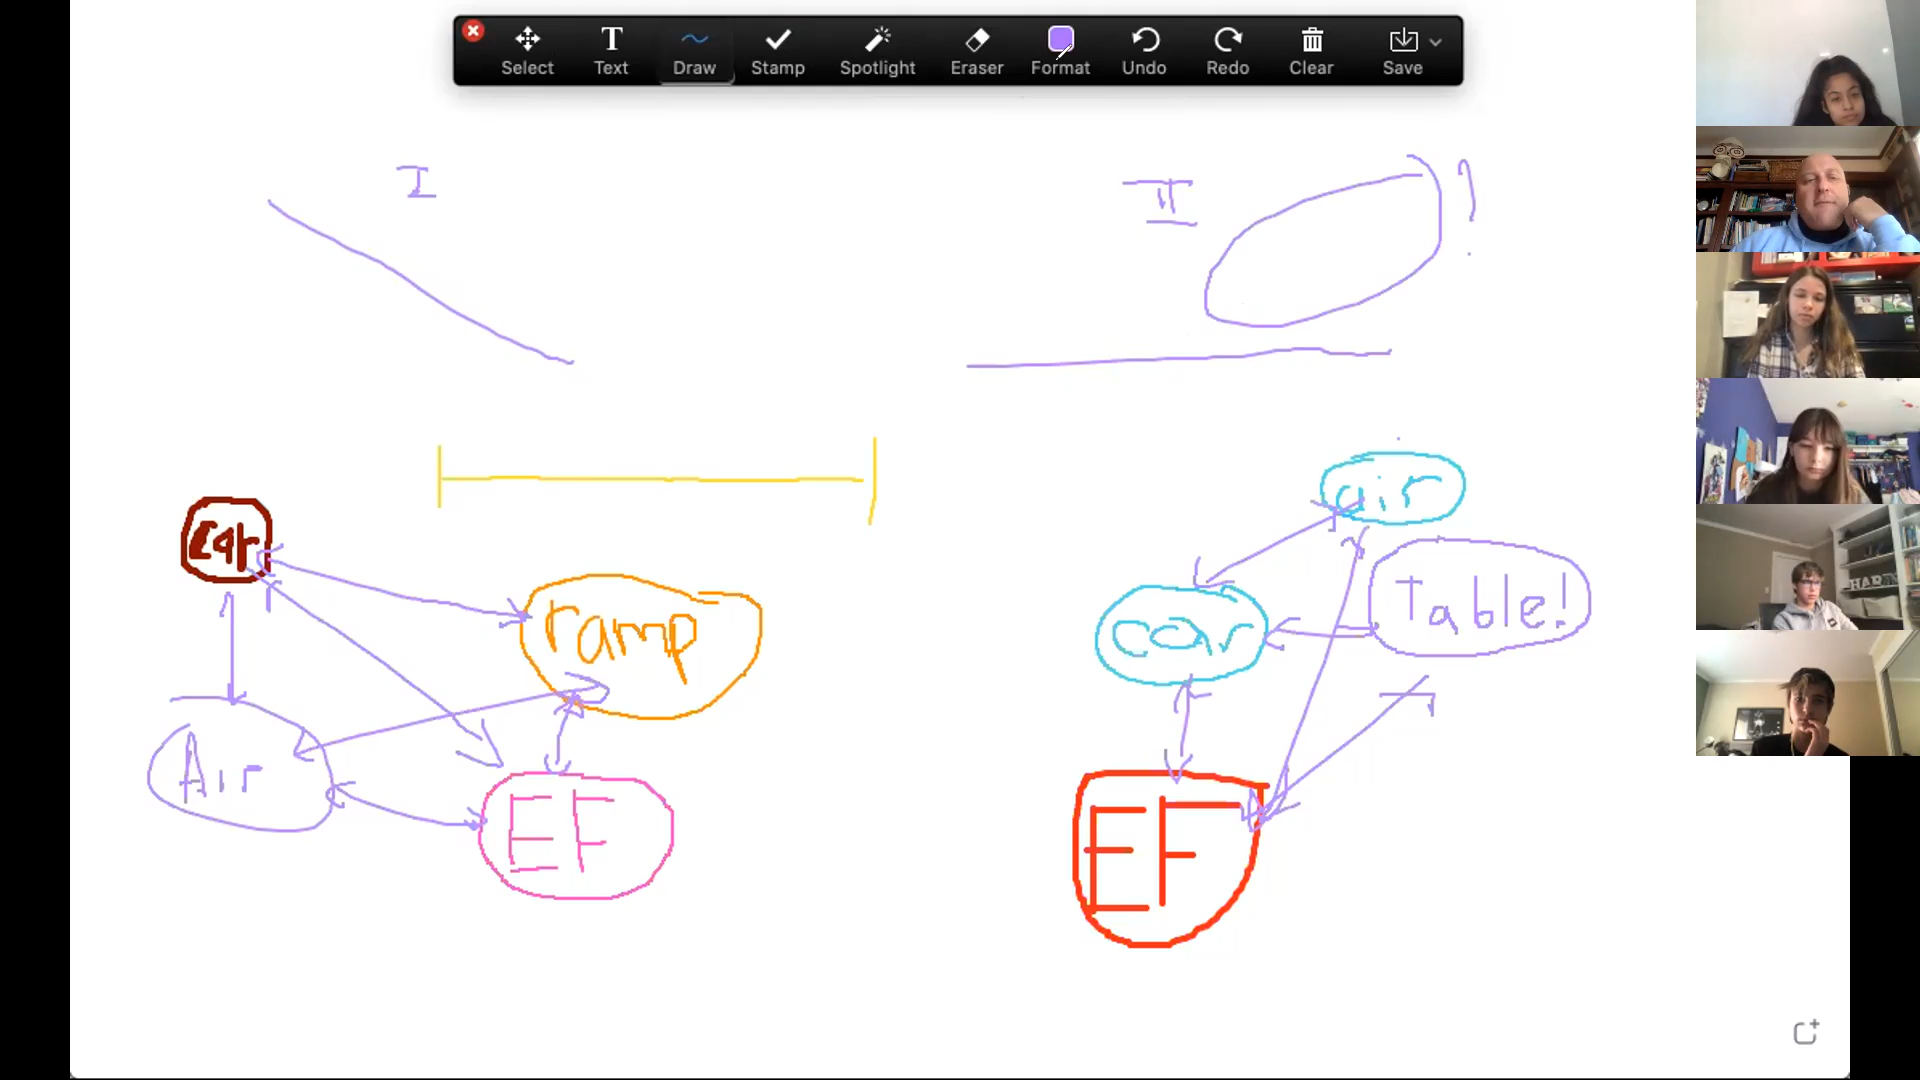 Select Text Draw Stamp Spotlight Eraser Format Undo Redo Clear Save
I
II
?
air
car
Table!
ramp
car
Air
EF
EF